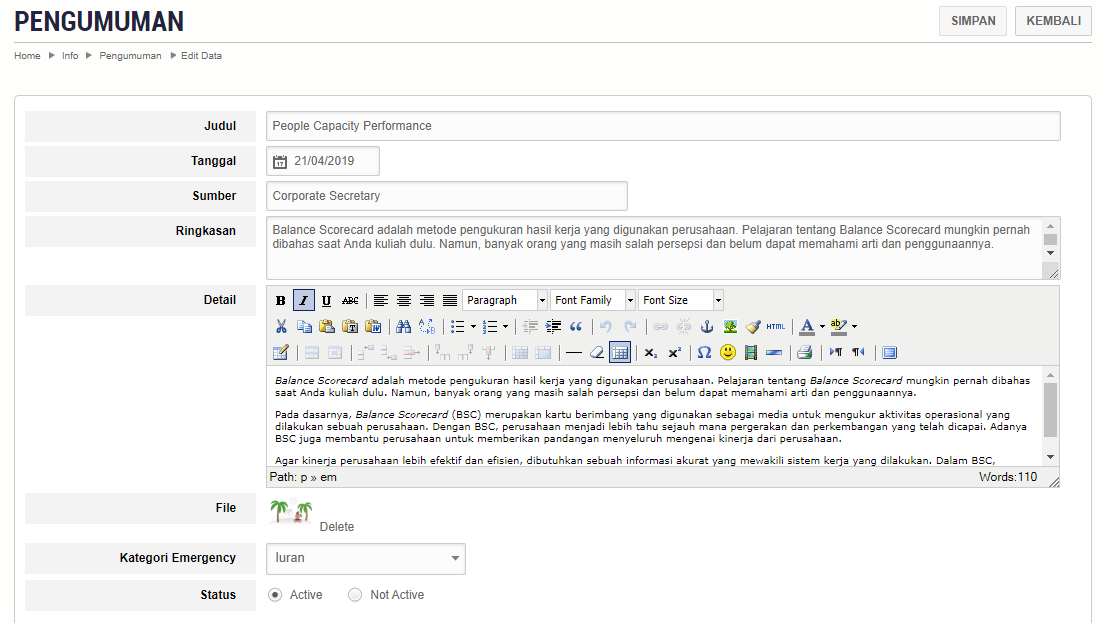 PENGUMUMAN
SIMPAN KEMBALI
Home Info Pengumuman Edit Data
Judul People Capacity Performance
Tanggal 21/04/2019
Sumber Corporate Secretary
Ringkasan Balance Scorecard adalah metode pengukuran hasil kerja yang digunakan perusahaan. Pelajaran tentang Balance Scorecard mungkin pernah
dibahas saat Anda kuliah dulu. Namun, banyak orang yang masih salah persepsi dan belum dapat memahami arti dan penggunaannya.
Detail B I U ABC Paragraph Font Family Font Size
HTML A ab
Balance Scorecard adalah metode pengukuran hasil kerja yang digunakan perusahaan. Pelajaran tentang Balance Scorecard mungkin pernah dibahas
saat Anda kuliah dulu. Namun, banyak orang yang masih salah persepsi dan belum dapat memahami arti dan penggunaannya.
Pada dasarnya, Balance Scorecard (BSC) merupakan kartu berimbang yang digunakan sebagai media untuk mengukur aktivitas operasional yang
dilakukan sebuah perusahaan. Dengan BSC, perusahaan menjadi lebih tahu sejauh mana pergerakan dan perkembangan yang telah dicapai. Adanya
BSC juga membantu perusahaan untuk memberikan pandangan menyeluruh mengenai kinerja dari perusahaan.
Agar kinerja perusahaan lebih efektif dan efisien, dibutuhkan sebuah informasi akurat yang mewakili sistem kerja yang dilakukan. Dalam BSC,
Path: p » em Words:110
File Delete
Kategori Emergency Iuran
Status Active Not Active